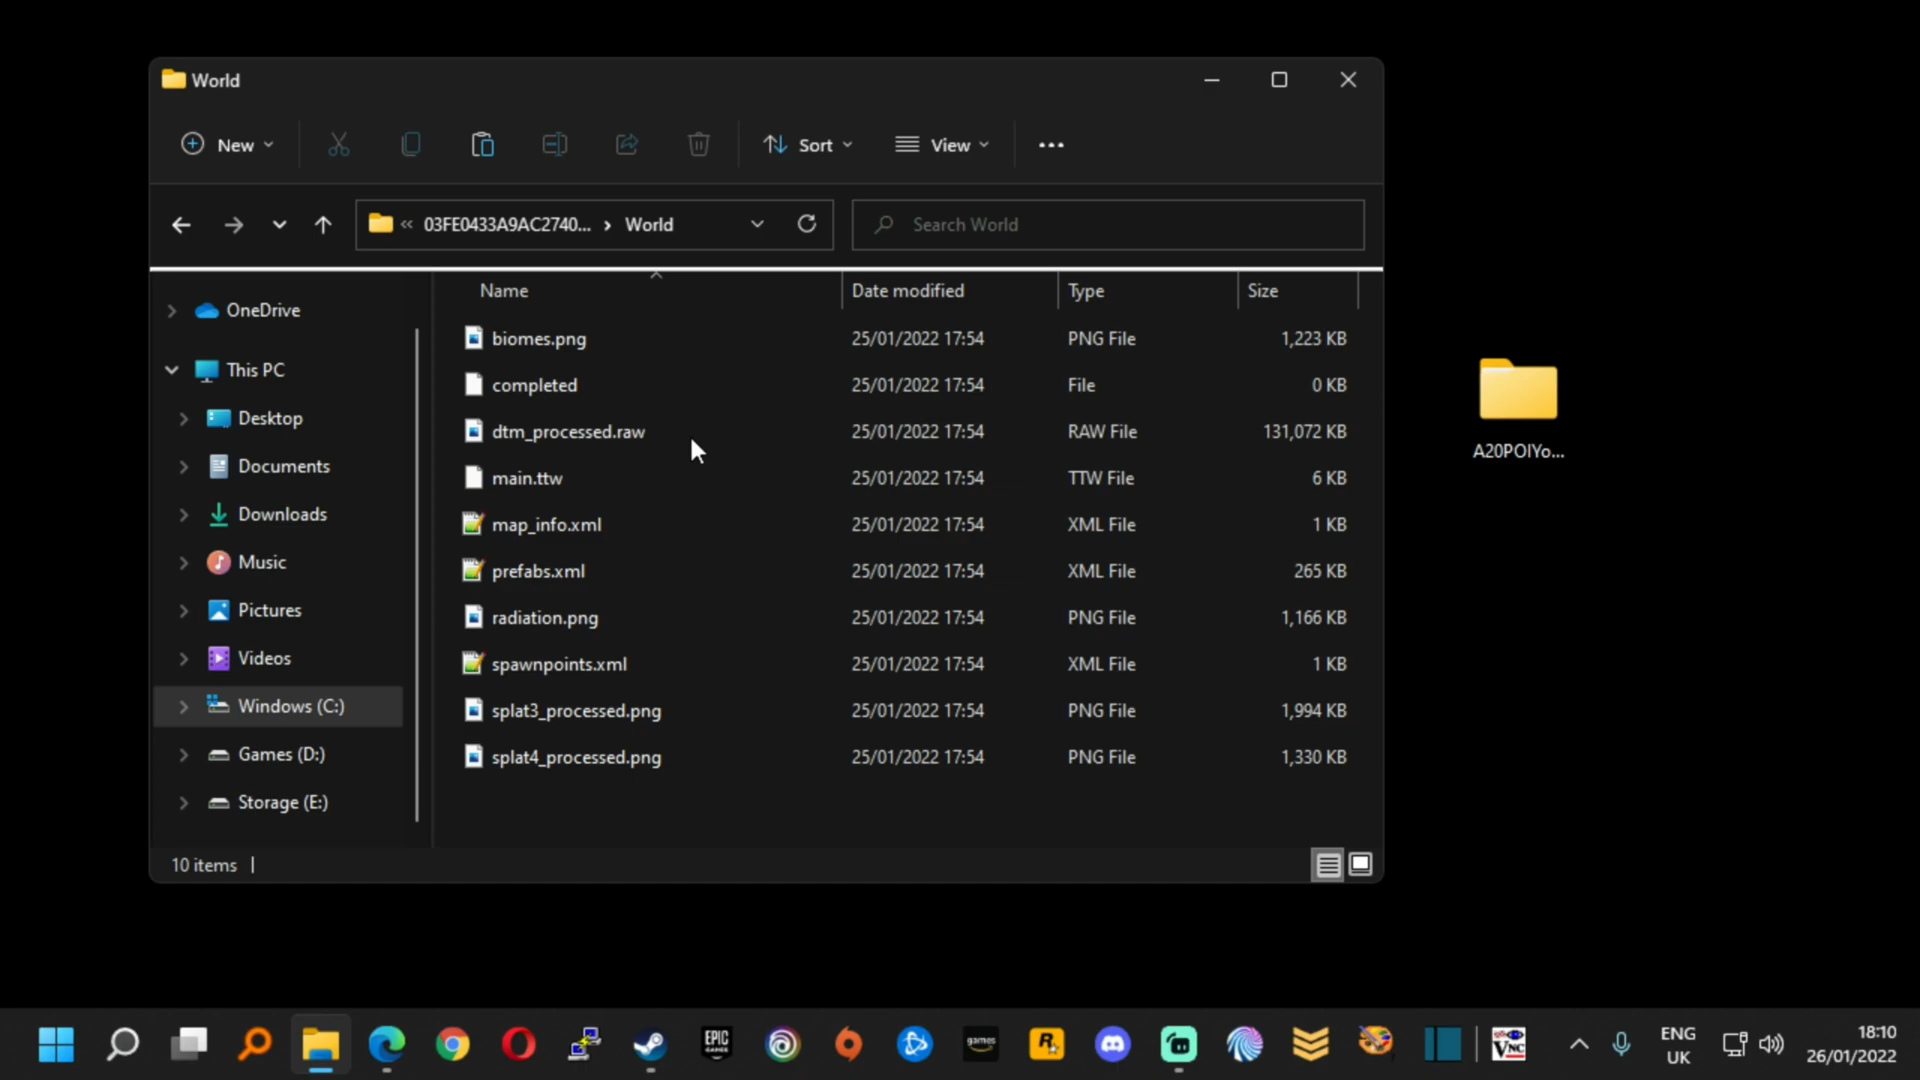 World
New
Sort
View
« 03FE0433A9AC2740... › World
Search World
Name Date modified Type Size
OneDrive
This PC
Desktop
Documents
Downloads
Music
Pictures
Videos
Windows (C:)
Games (D:)
Storage (E:)
biomes.png 25/01/2022 17:54 PNG File 1,223 KB
completed 25/01/2022 17:54 File 0 KB
dtm_processed.raw 25/01/2022 17:54 RAW File 131,072 KB
main.ttw 25/01/2022 17:54 TTW File 6 KB
map_info.xml 25/01/2022 17:54 XML File 1 KB
prefabs.xml 25/01/2022 17:54 XML File 265 KB
radiation.png 25/01/2022 17:54 PNG File 1,166 KB
spawnpoints.xml 25/01/2022 17:54 XML File 1 KB
splat3_processed.png 25/01/2022 17:54 PNG File 1,994 KB
splat4_processed.png 25/01/2022 17:54 PNG File 1,330 KB
10 items
A20POIYo...
EPIC
GAMES
games
R
VNC
ENG
UK
18:10
26/01/2022